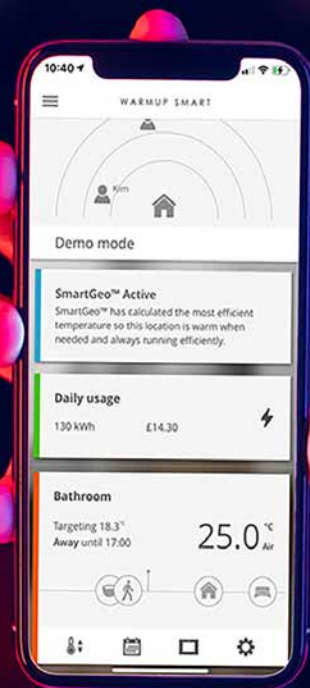 10:40
WARMUP SMART
Kim
Demo mode
SmartGeo™ Active
SmartGeo™ has calculated the most efficient
temperature so this location is warm when
needed and always running efficiently.
Daily usage
130 kWh £14.30
Bathroom
Targeting 18.3°
Away until 17:00
25.0 °C
Air